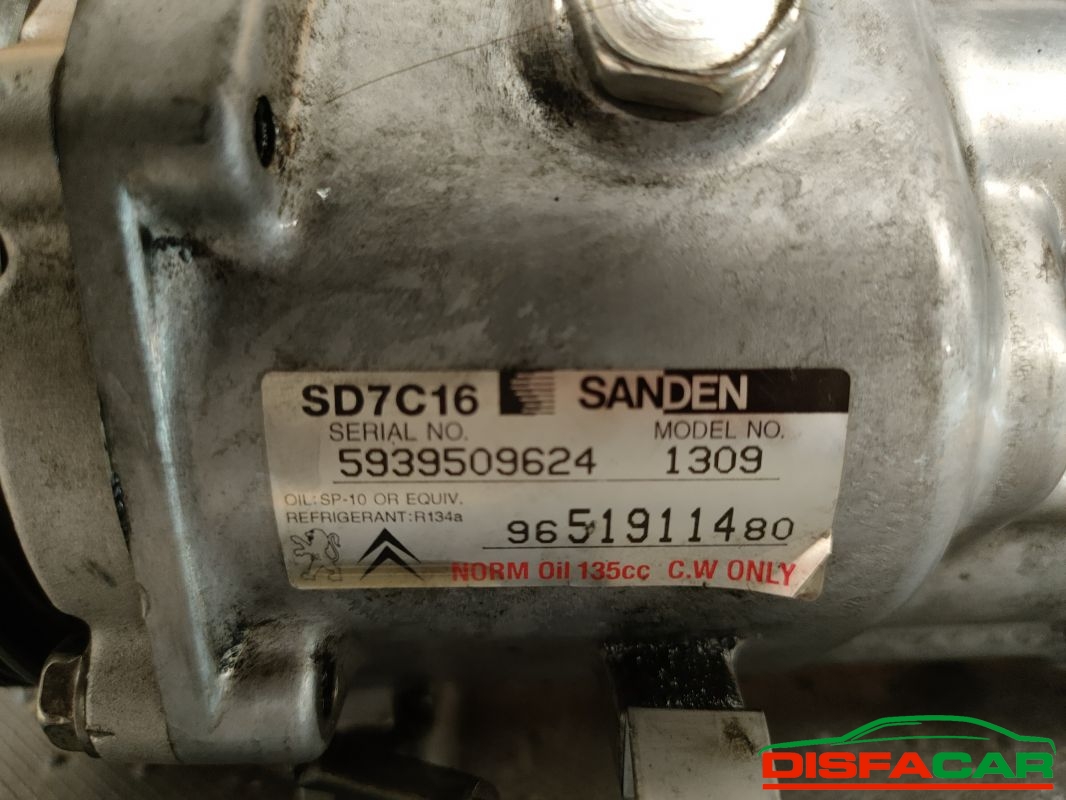 SD7C16 SANDEN
SERIAL NO. MODEL NO.
5939509624 1309
OIL:SP-10 OR EQUIV.
REFRIGERANT:R134a
9651911480
NORM Oil 135cc C.W ONLY
DISFACAR